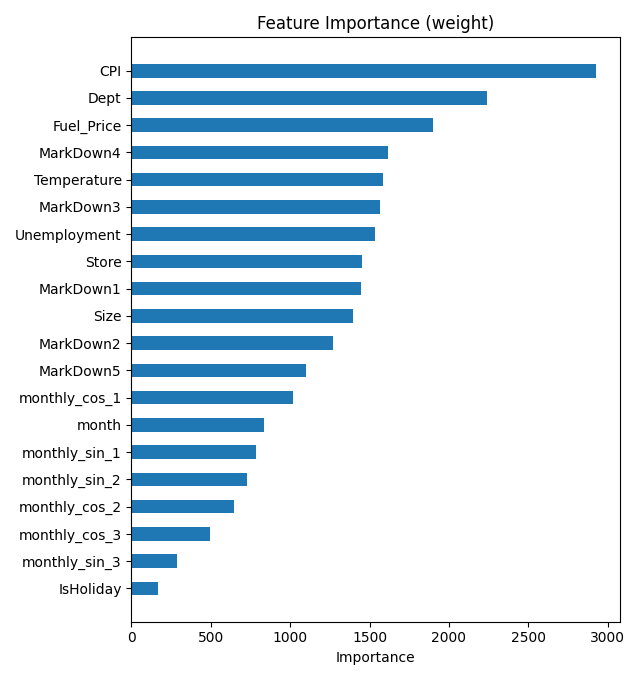 Feature Importance (weight)
CPI
Dept
Fuel_Price
MarkDown4
Temperature
MarkDown3
Unemployment
Store
MarkDown1
Size
MarkDown2
MarkDown5
monthly_cos_1
month
monthly_sin_1
monthly_sin_2
monthly_cos_2
monthly_cos_3
monthly_sin_3
IsHoliday
0 500 1000 1500 2000 2500 3000
Importance